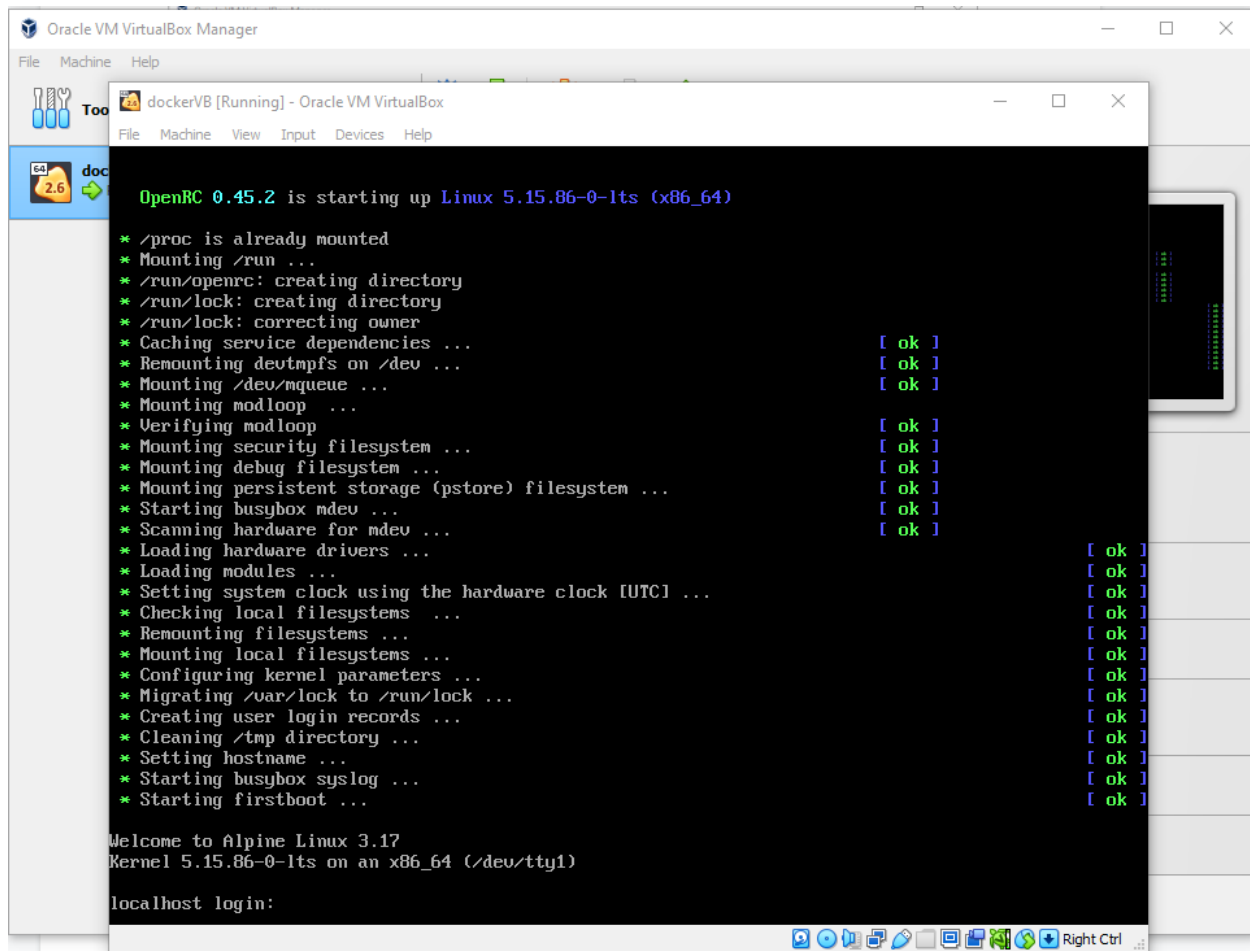 Oracle VM VirtualBox Manager
File Machine Help
Too
dockerVB [Running] - Oracle VM VirtualBox
File Machine View Input Devices Help
64
2.6
doc
OpenRC 0.45.2 is starting up Linux 5.15.86-0-lts (x86_64)
* /proc is already mounted
* Mounting /run ...
* /run/openrc: creating directory
* /run/lock: creating directory
* /run/lock: correcting owner
* Caching service dependencies ... [ ok ]
* Remounting devtmpfs on /dev ... [ ok ]
* Mounting /dev/mqueue ... [ ok ]
* Mounting modloop ...
* Verifying modloop [ ok ]
* Mounting security filesystem ... [ ok ]
* Mounting debug filesystem ... [ ok ]
* Mounting persistent storage (pstore) filesystem ... [ ok ]
* Starting busybox mdev ... [ ok ]
* Scanning hardware for mdev ... [ ok ]
* Loading hardware drivers ... [ ok ]
* Loading modules ... [ ok ]
* Setting system clock using the hardware clock [UTC] ... [ ok ]
* Checking local filesystems ... [ ok ]
* Remounting filesystems ... [ ok ]
* Mounting local filesystems ... [ ok ]
* Configuring kernel parameters ... [ ok ]
* Migrating /var/lock to /run/lock ... [ ok ]
* Creating user login records ... [ ok ]
* Cleaning /tmp directory ... [ ok ]
* Setting hostname ... [ ok ]
* Starting busybox syslog ... [ ok ]
* Starting firstboot ... [ ok ]
Welcome to Alpine Linux 3.17
Kernel 5.15.86-0-lts on an x86_64 (/dev/tty1)
localhost login:
Right Ctrl